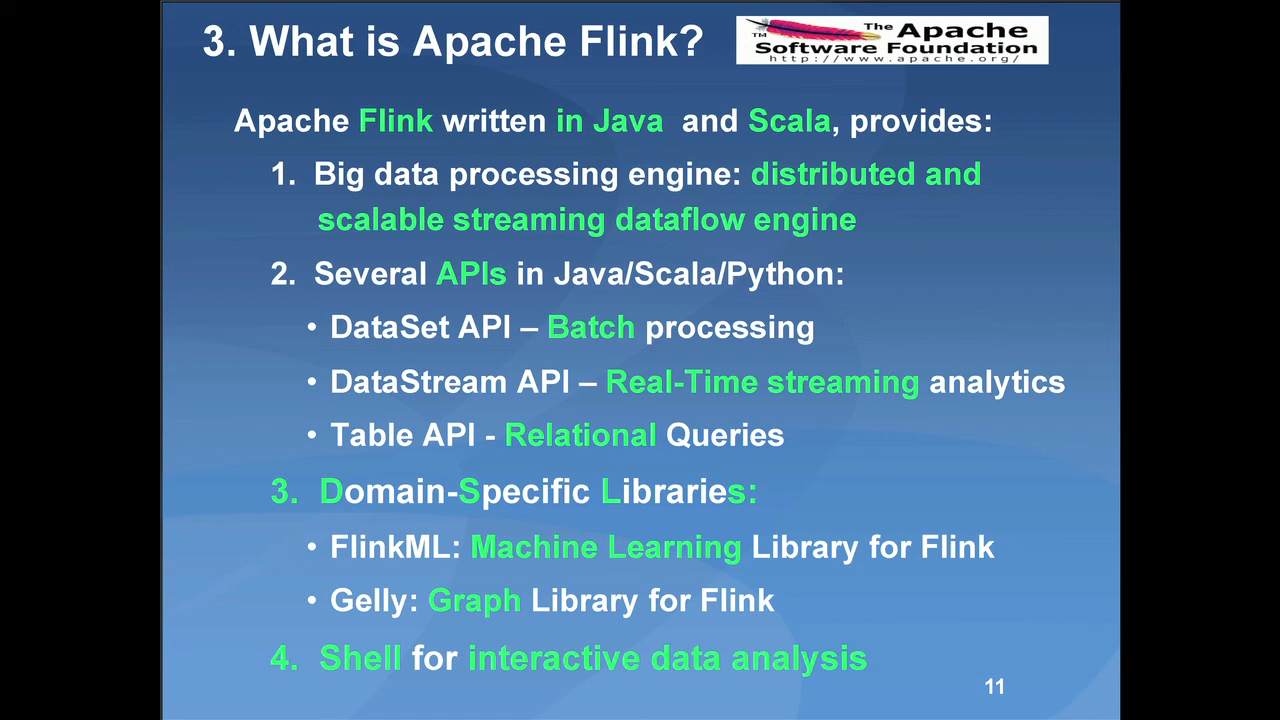 3. What is Apache Flink?
TM
The Apache
Software Foundation
http://www.apache.org/
Apache Flink written in Java and Scala, provides:
1. Big data processing engine: distributed and
scalable streaming dataflow engine
2. Several APIs in Java/Scala/Python:
• DataSet API – Batch processing
• DataStream API – Real-Time streaming analytics
• Table API - Relational Queries
3. Domain-Specific Libraries:
• FlinkML: Machine Learning Library for Flink
• Gelly: Graph Library for Flink
4. Shell for interactive data analysis
11